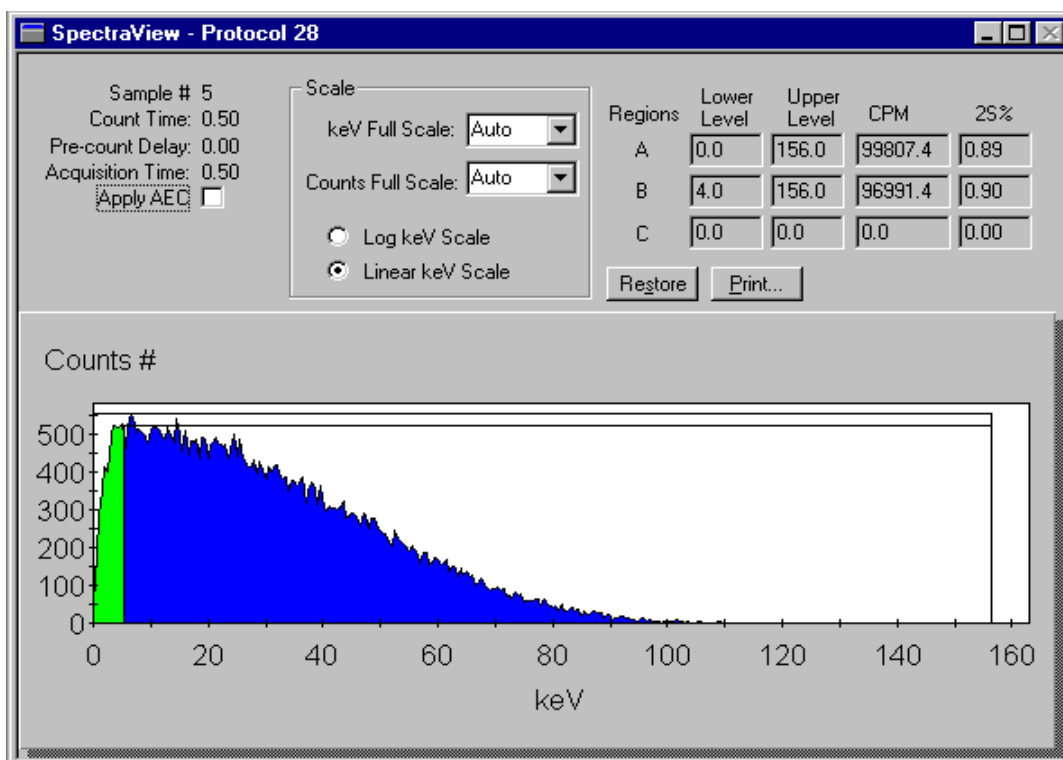 SpectraView - Protocol 28
Sample # 5
Count Time: 0.50
Pre-count Delay: 0.00
Acquisition Time: 0.50
Apply AEC
Scale
keV Full Scale: Auto
Counts Full Scale: Auto
Log keV Scale
Linear keV Scale
Regions Lower Level Upper Level CPM 2S%
A 0.0 156.0 99807.4 0.89
B 4.0 156.0 96991.4 0.90
C 0.0 0.0 0.0 0.00
Restore Print...
Counts #
500
400
300
200
100
0
0 20 40 60 80 100 120 140 160
keV